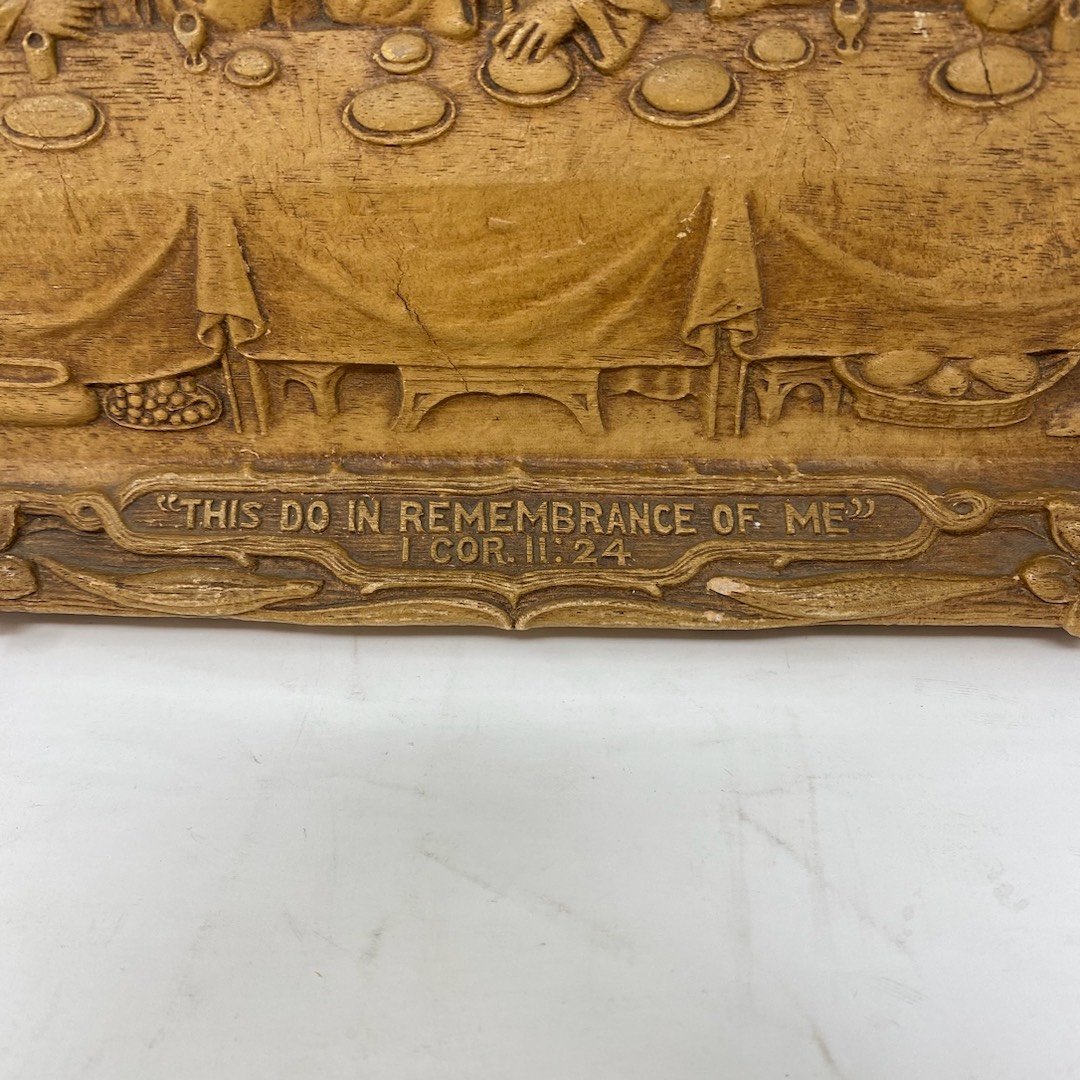 “THIS DO IN REMEMBRANCE OF ME”
I COR. 11:24